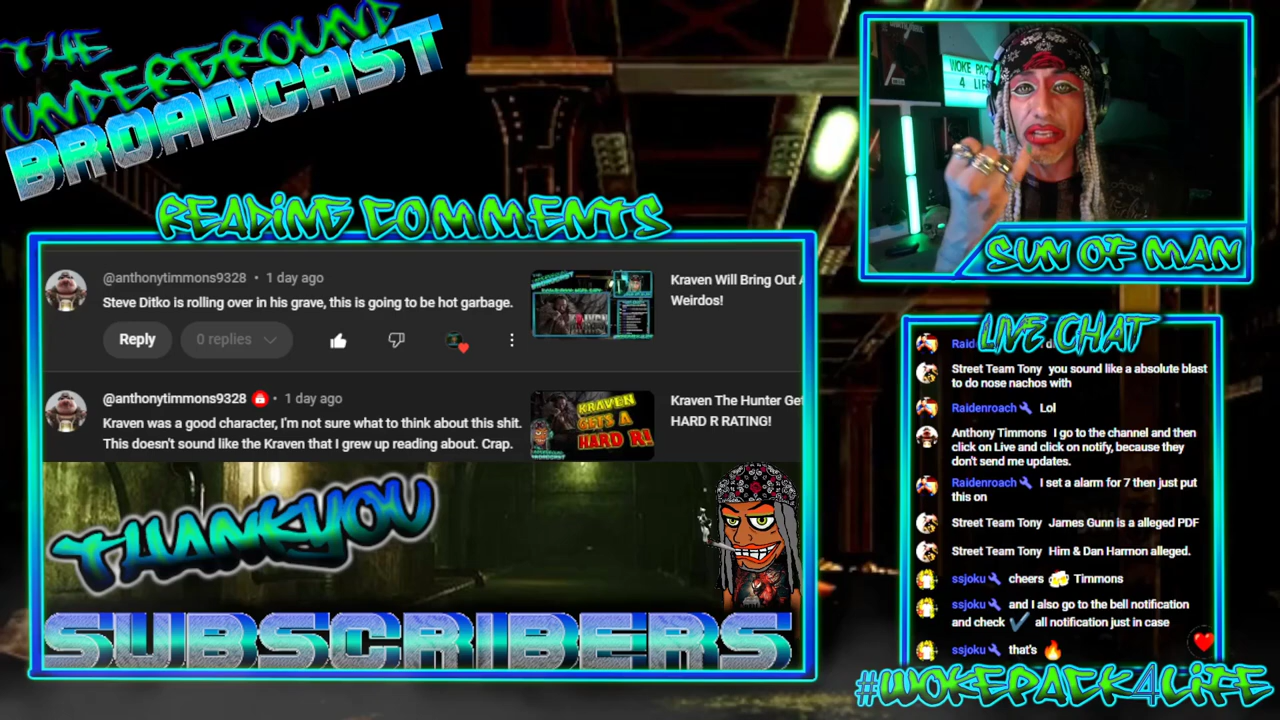 THE
UNDERGROUND
BROADCAST
READING COMMENTS
@anthonytimmons9328 • 1 day ago
Steve Ditko is rolling over in his grave, this is going to be hot garbage.
Reply
0 replies
Kraven Will Bring Out
Weirdos!
@anthonytimmons9328 • 1 day ago
Kraven was a good character, I'm not sure what to think about this shit.
This doesn't sound like the Kraven that I grew up reading about. Crap.
KRAVEN
GETS A
HARD R!
Kraven The Hunter Get
HARD R RATING!
THANKYOU
SUBSCRIBERS
WOKE PAC
4 LIF
SUN OF MAN
LIVE CHAT
Street Team Tony you sound like a absolute blast
to do nose nachos with
Raidenroach Lol
Anthony Timmons I go to the channel and then
click on Live and click on notify, because they
don't send me updates.
Raidenroach I set a alarm for 7 then just put
this on
Street Team Tony James Gunn is a alleged PDF
Street Team Tony Him & Dan Harmon alleged.
ssjoku cheers 🍻 Timmons
ssjoku and I also go to the bell notification
and check ✔ all notification just in case
ssjoku that's 🔥
#WOKEPACK4LIFE